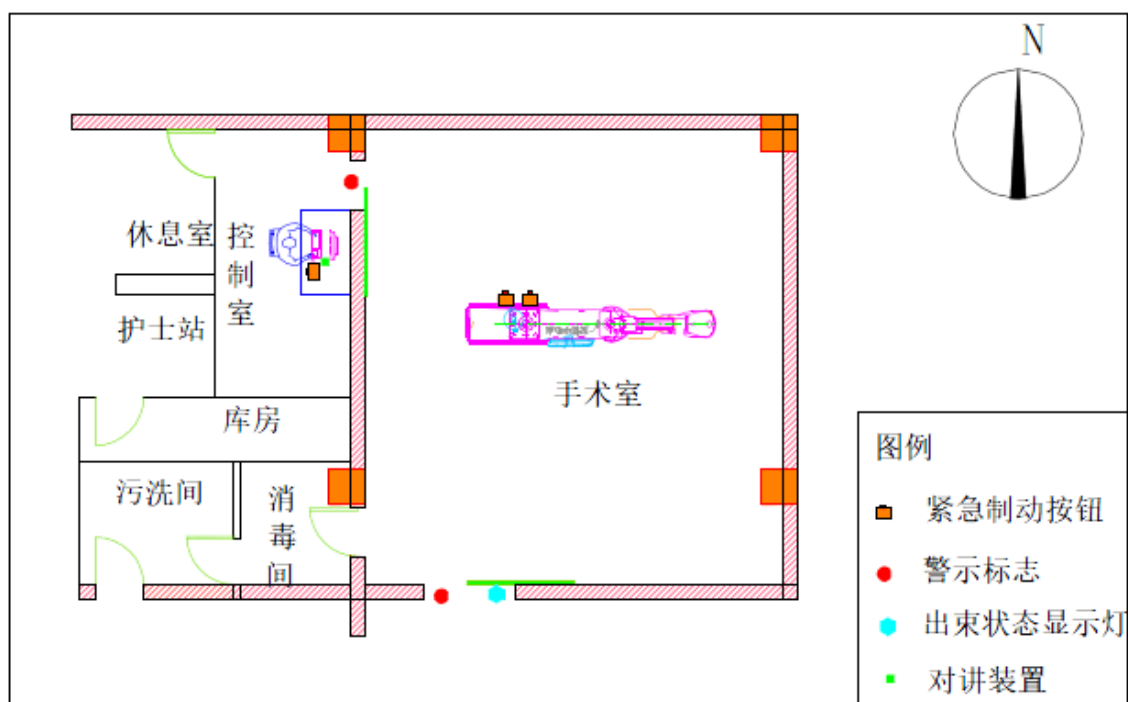 N
休息室
控制室
护士站
手术室
库房
污洗间
消毒间
图例
紧急制动按钮
警示标志
出束状态显示灯
对讲装置